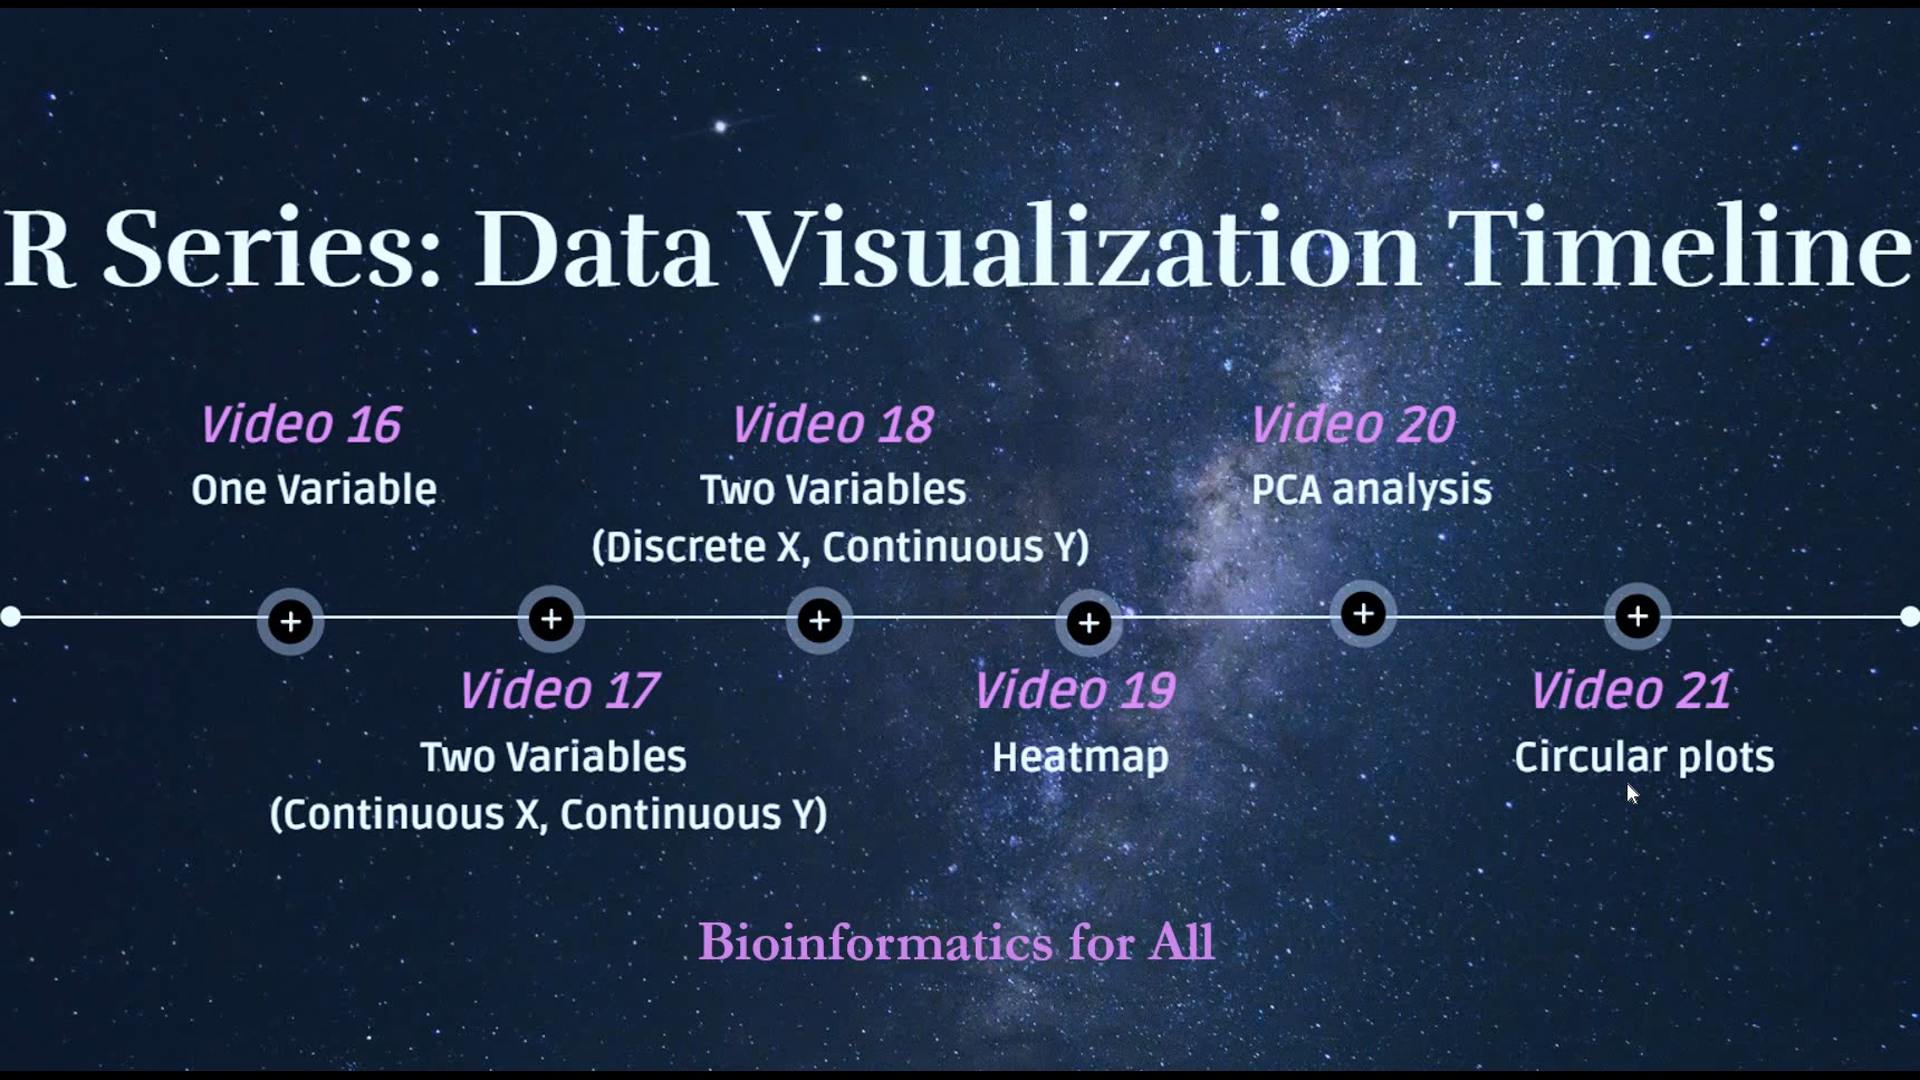 R Series: Data Visualization Timeline
Video 16
One Variable
Video 18
Two Variables
(Discrete X, Continuous Y)
Video 20
PCA analysis
Video 17
Two Variables
(Continuous X, Continuous Y)
Video 19
Heatmap
Video 21
Circular plots
Bioinformatics for All